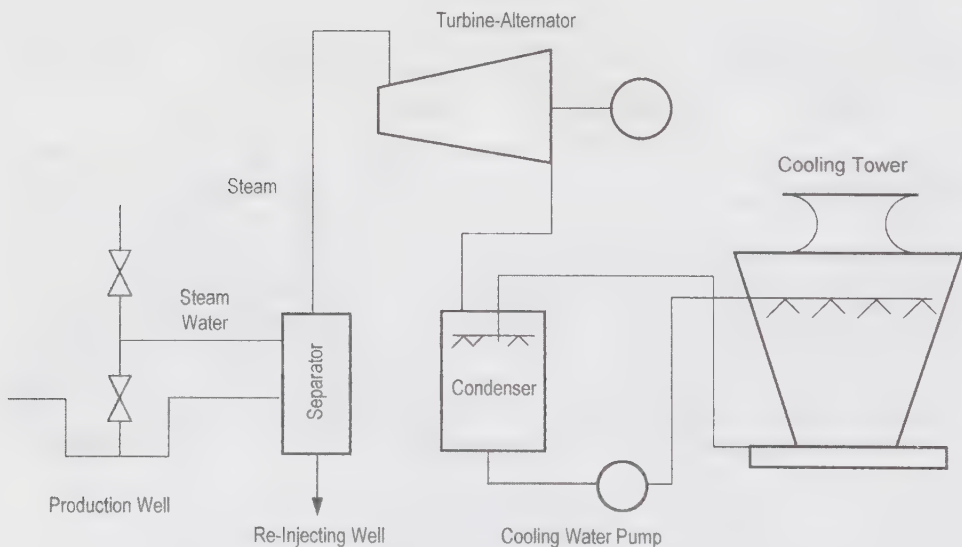 Turbine-Alternator
Cooling Tower
Steam
Steam
Water
Separator
Condenser
Production Well
Re-Injecting Well
Cooling Water Pump